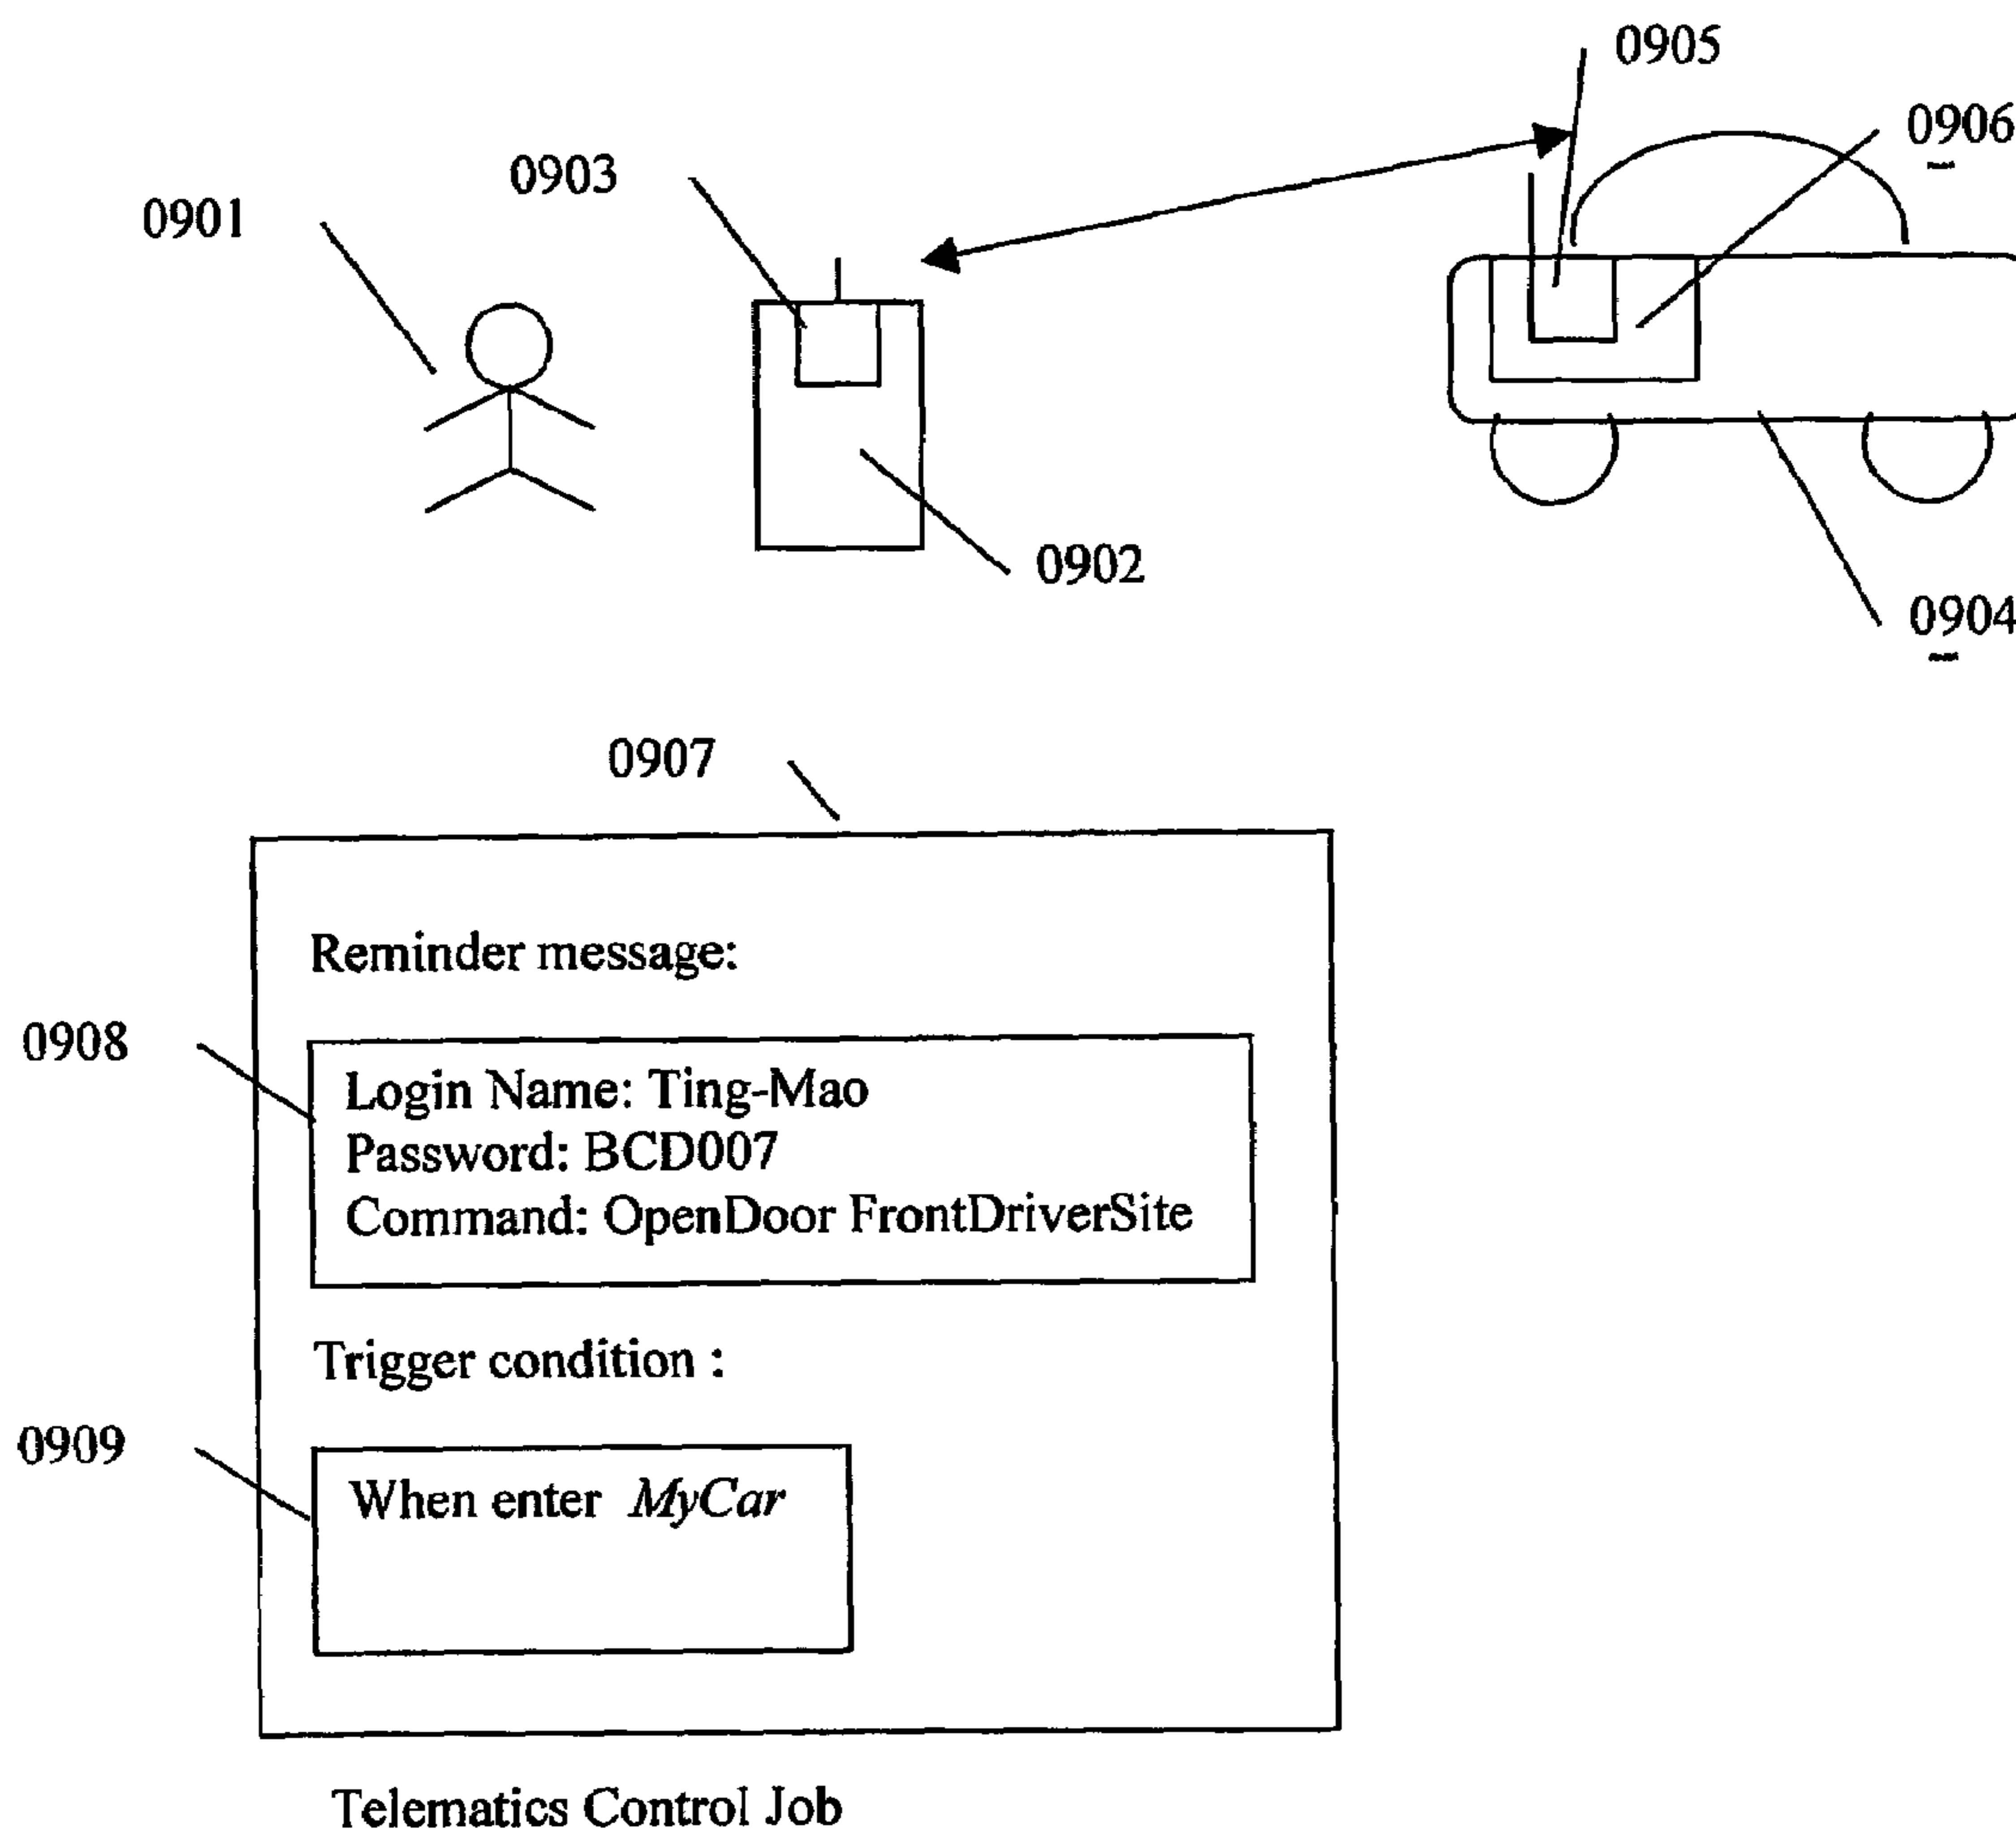 0905
0906
0903
0901
0902
0904
0907
Reminder message:
0908
Login Name: Ting-Mao
Password: BCD007
Command: OpenDoor FrontDriverSite
Trigger condition :
0909
When enter MyCar
Telematics Control Job